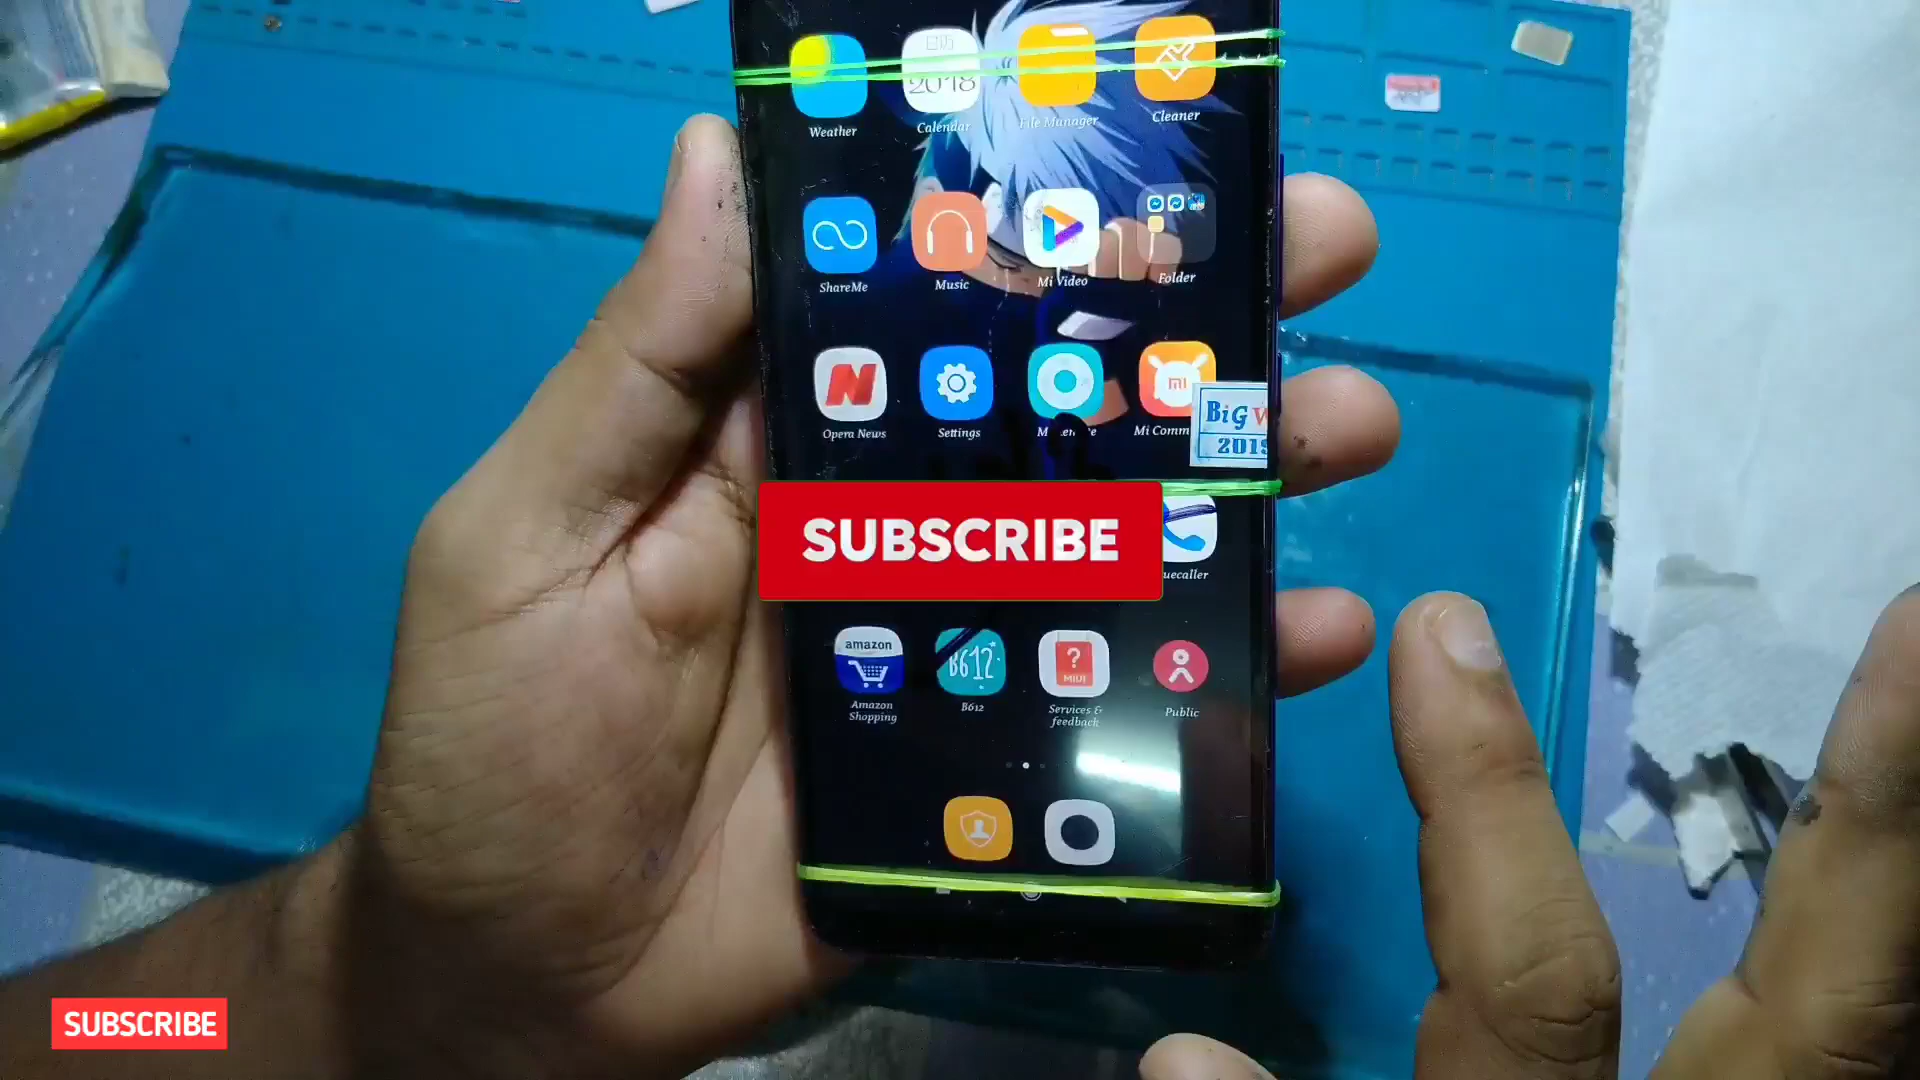 2018
Weather
Calendar
File Manager
Cleaner
ShareMe
Music
Mi Video
Folder
Opera News
Settings
Mi Comm
BiG W
2019
SUBSCRIBE
uecaller
amazon
B612
?
MIUI
Amazon
Shopping
B612
Services &
feedback
Public
SUBSCRIBE